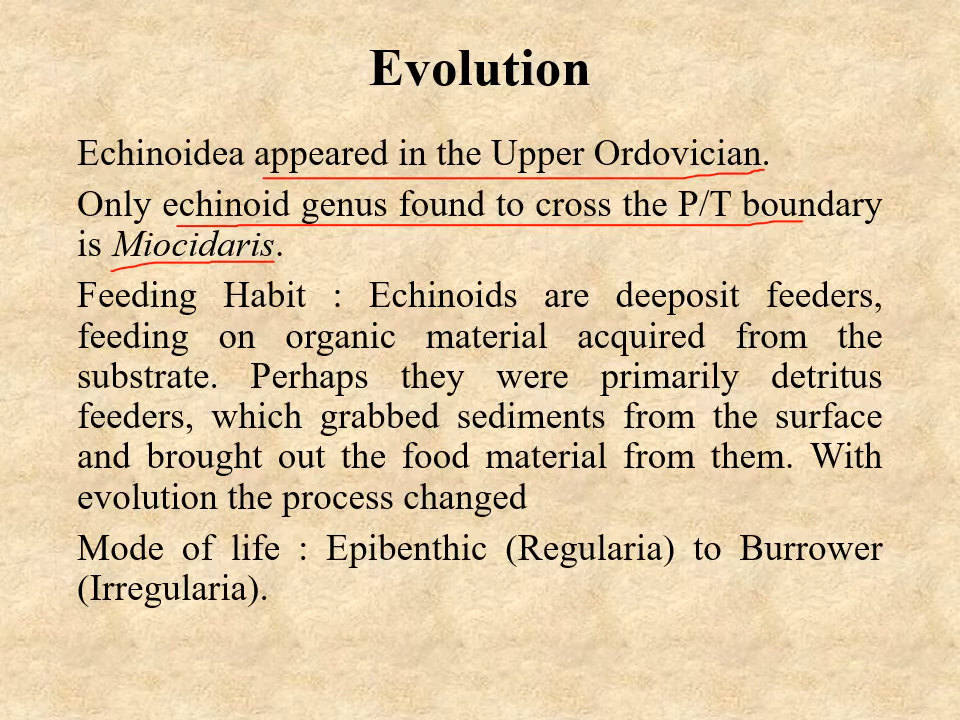 Evolution
Echinoidea appeared in the Upper Ordovician.
Only echinoid genus found to cross the P/T boundary
is Miocidaris.
Feeding Habit : Echinoids are deeposit feeders,
feeding on organic material acquired from the
substrate. Perhaps they were primarily detritus
feeders, which grabbed sediments from the surface
and brought out the food material from them. With
evolution the process changed
Mode of life : Epibenthic (Regularia) to Burrower
(Irregularia).